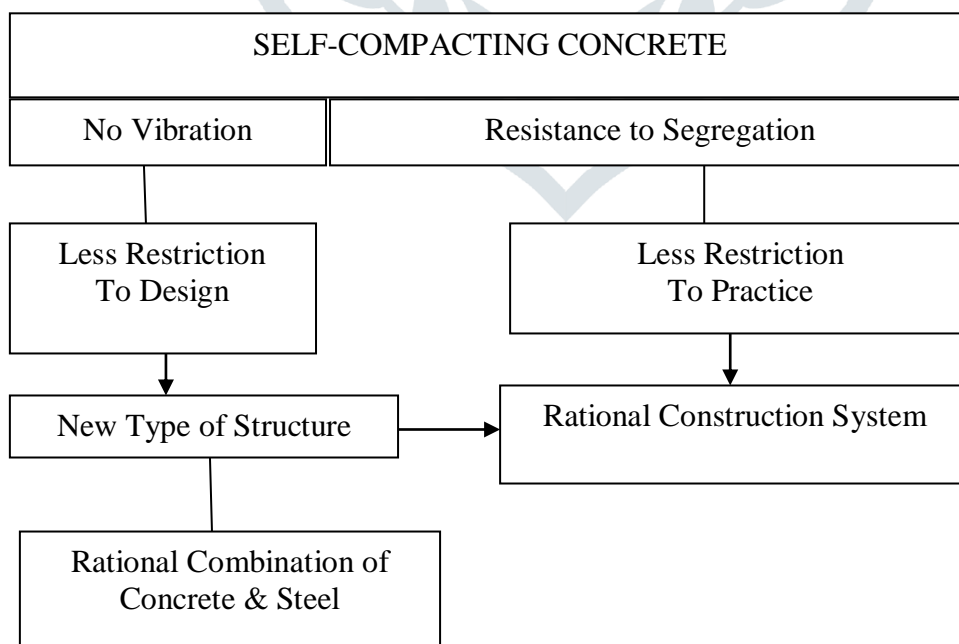 SELF-COMPACTING CONCRETE
No Vibration
Resistance to Segregation
Less Restriction
To Design
Less Restriction
To Practice
New Type of Structure
Rational Construction System
Rational Combination of
Concrete & Steel